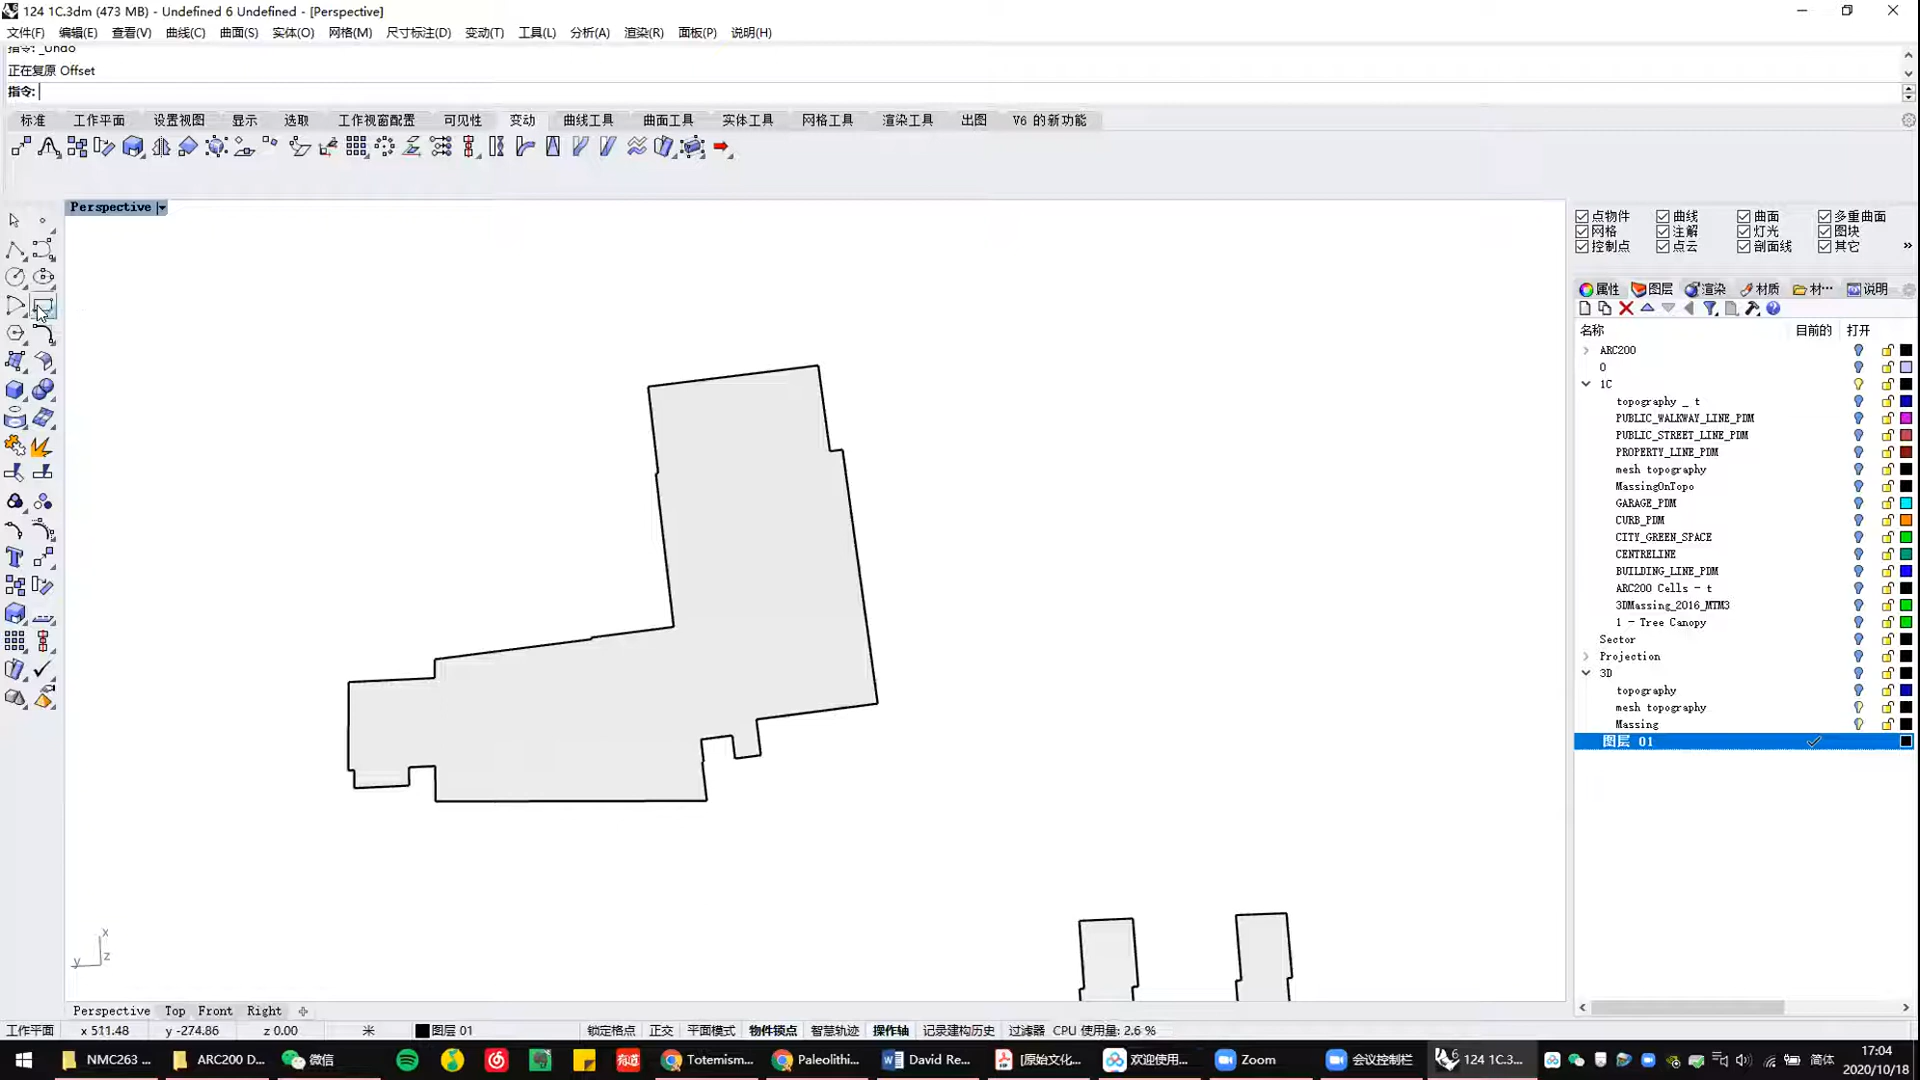 124 1C.3dm (473 MB) - Undefined 6 Undefined - [Perspective]
文件(F) 编辑(E) 查看(V) 曲线(C) 曲面(S) 实体(O) 网格(M) 尺寸标注(D) 变动(T) 工具(L) 分析(A) 渲染(R) 面板(P) 说明(H)
指令: _Undo
正在复原 Offset
指令:
标准 工作平面 设置视图 显示 选取 工作视窗配置 可见性 变动 曲线工具 曲面工具 实体工具 网格工具 渲染工具 出图 V6 的新功能
Perspective
点物件 曲线 曲面 多重曲面
网格 注解 灯光 图块
控制点 点云 剖面线 其它 »
属性 图层 渲染 材质 材··· 说明
名称 目前的 打开
ARC200
0
1C
topography _ t
PUBLIC_WALKWAY_LINE_PDM
PUBLIC_STREET_LINE_PDM
PROPERTY_LINE_PDM
mesh topography
MassingOnTopo
GARAGE_PDM
CURB_PDM
CITY_GREEN_SPACE
CENTRELINE
BUILDING_LINE_PDM
ARC200 Cells - t
3DMassing_2016_MTM3
1 - Tree Canopy
Sector
Projection
3D
topography
mesh topography
Massing
图层 01
x
y z
Perspective Top Front Right
工作平面 x 511.48 y -274.86 z 0.00 米 图层 01 锁定格点 正交 平面模式 物件锁点 智慧轨迹 操作轴 记录建构历史 过滤器 CPU 使用量: 2.6 %
NMC263 ... ARC200 D... 微信 有道 Totemism... Paleolithi... David Re... [原始文化... 欢迎使用... Zoom 会议控制栏 124 1C.3... 简体 17:04
2020/10/18